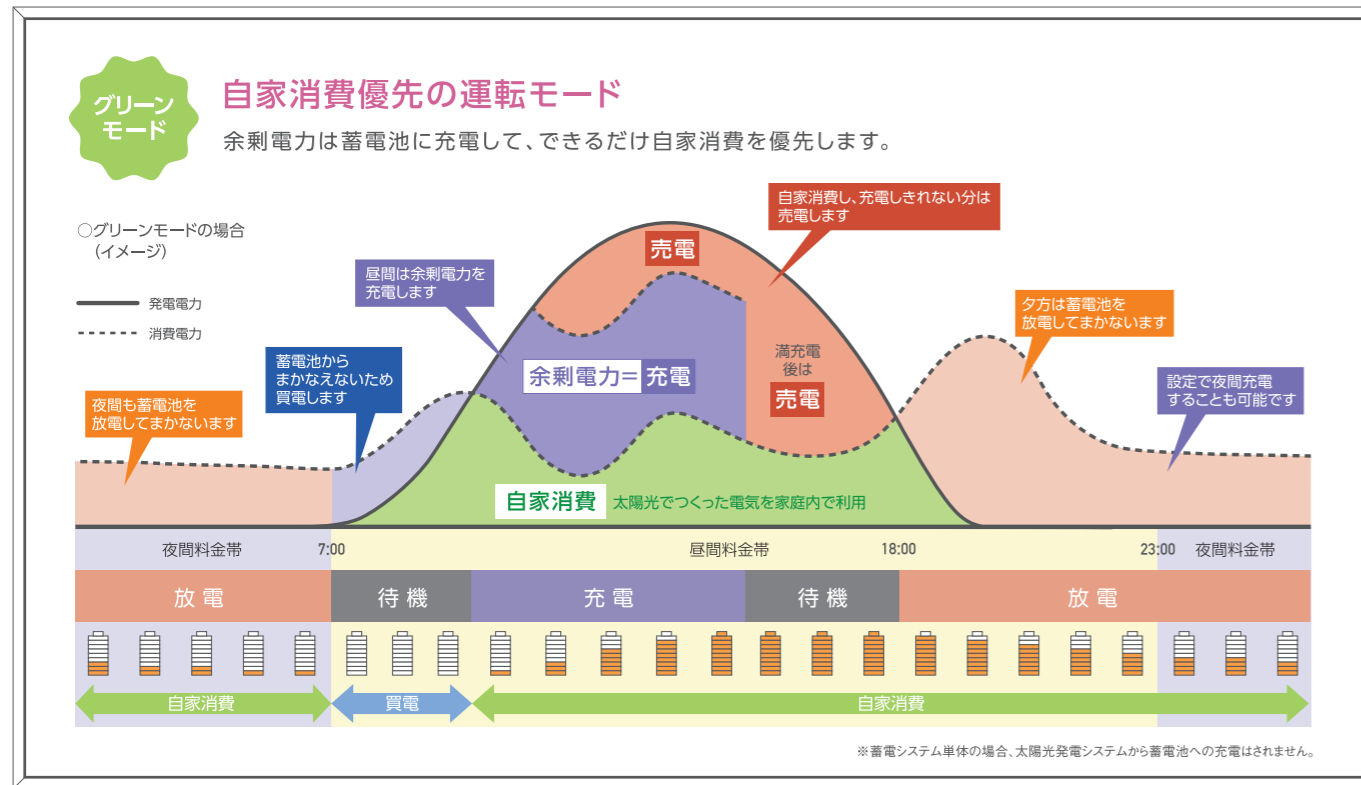 グリーン
モード
自家消費優先の運転モード
余剰電力は蓄電池に充電して、できるだけ自家消費を優先します。
○グリーンモードの場合
（イメージ）
発電電力
消費電力
夜間も蓄電池を
放電してまかないます
蓄電池から
まかなえないため
買電します
昼間は余剰電力を
充電します
売電
自家消費し、充電しきれない分は
売電します
余剰電力＝充電
満充電
後は
売電
夕方は蓄電池を
放電してまかないます
設定で夜間充電
することも可能です
自家消費 太陽光でつくった電気を家庭内で利用
夜間料金帯 7:00 昼間料金帯 18:00 23:00 夜間料金帯
放電 待機 充電 待機 放電
自家消費 買電 自家消費
※蓄電システム単体の場合、太陽光発電システムから蓄電池への充電はされません。